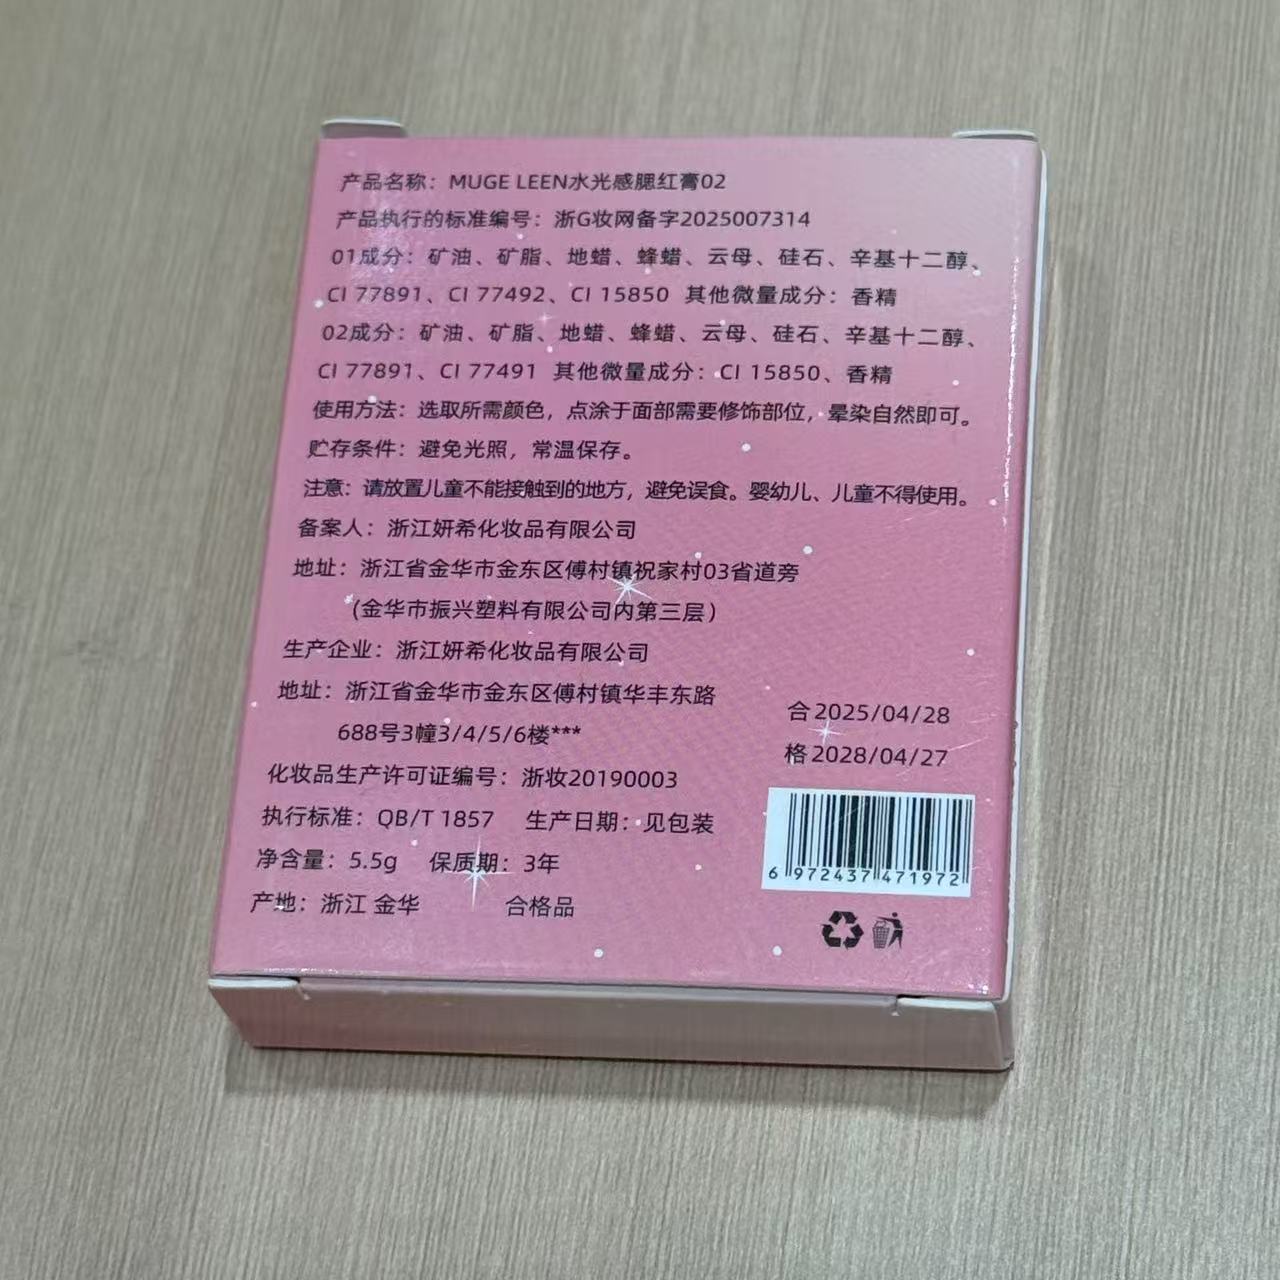 产品名称：MUGE LEEN水光感腮红膏02
产品执行的标准编号：浙G妆网备字2025007314
01成分：矿油、矿脂、地蜡、蜂蜡、云母、硅石、辛基十二醇、
CI 77891、CI 77492、CI 15850 其他微量成分：香精
02成分：矿油、矿脂、地蜡、蜂蜡、云母、硅石、辛基十二醇、
CI 77891、CI 77491 其他微量成分：CI 15850、香精
使用方法：选取所需颜色，点涂于面部需要修饰部位，晕染自然即可。
贮存条件：避免光照，常温保存。
注意：请放置儿童不能接触到的地方，避免误食。婴幼儿、儿童不得使用。
备案人：浙江妍希化妆品有限公司
地址：浙江省金华市金东区傅村镇祝家村03省道旁
（金华市振兴塑料有限公司内第三层）
生产企业：浙江妍希化妆品有限公司
地址：浙江省金华市金东区傅村镇华丰东路
688号3幢3/4/5/6楼***
合2025/04/28
格2028/04/27
化妆品生产许可证编号：浙妆20190003
执行标准：QB/T 1857 生产日期：见包装
净含量：5.5g 保质期：3年
产地：浙江 金华 合格品
6 972437 471972